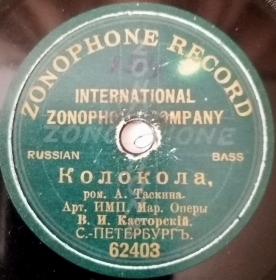 ZONOPHONE RECORD
INTERNATIONAL
ZONOPHONE COMPANY
RUSSIAN BASS
Колокола,
ром. А. Таскина.
Арт. ИМП. Мар. Оперы
В. И. Касторскій.
С.-ПЕТЕРБУРГЪ.
62403